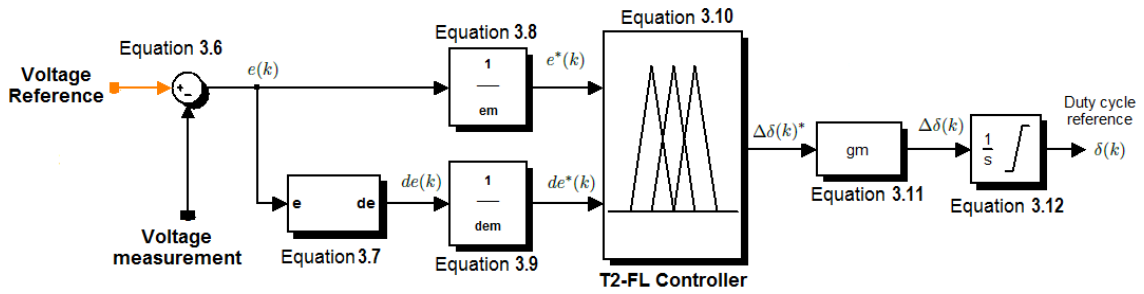 Equation 3.6
Voltage
Reference
+
-
e(k)
Equation 3.8
1
em
e*(k)
Equation 3.10
T2-FL Controller
e
de
Equation 3.7
de(k)
1
dem
Equation 3.9
de*(k)
Voltage
measurement
Δδ(k)*
gm
Equation 3.11
Δδ(k)
1
s
Equation 3.12
Duty cycle
reference
δ(k)